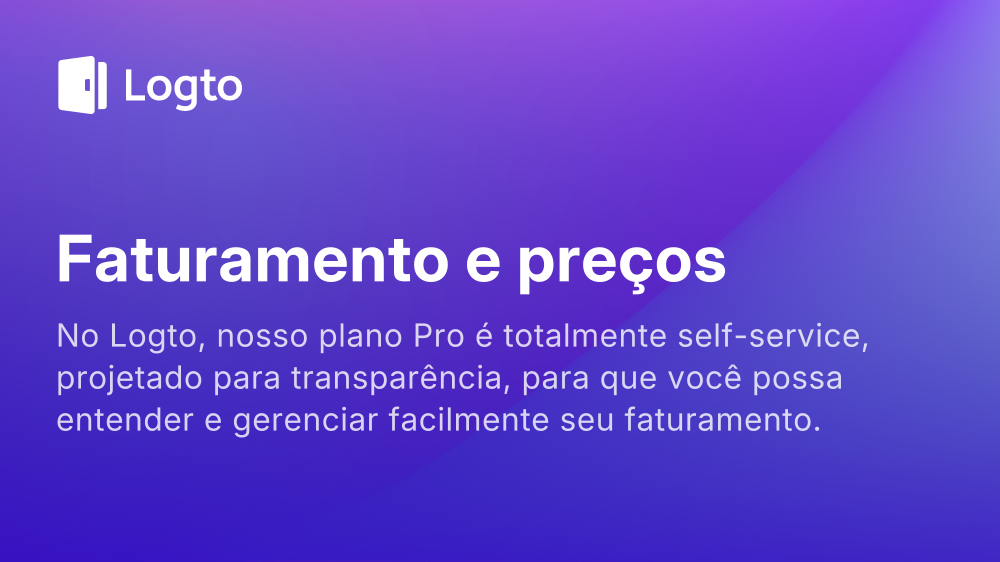 Logto
Faturamento e preços
No Logto, nosso plano Pro é totalmente self-service,
projetado para transparência, para que você possa
entender e gerenciar facilmente seu faturamento.